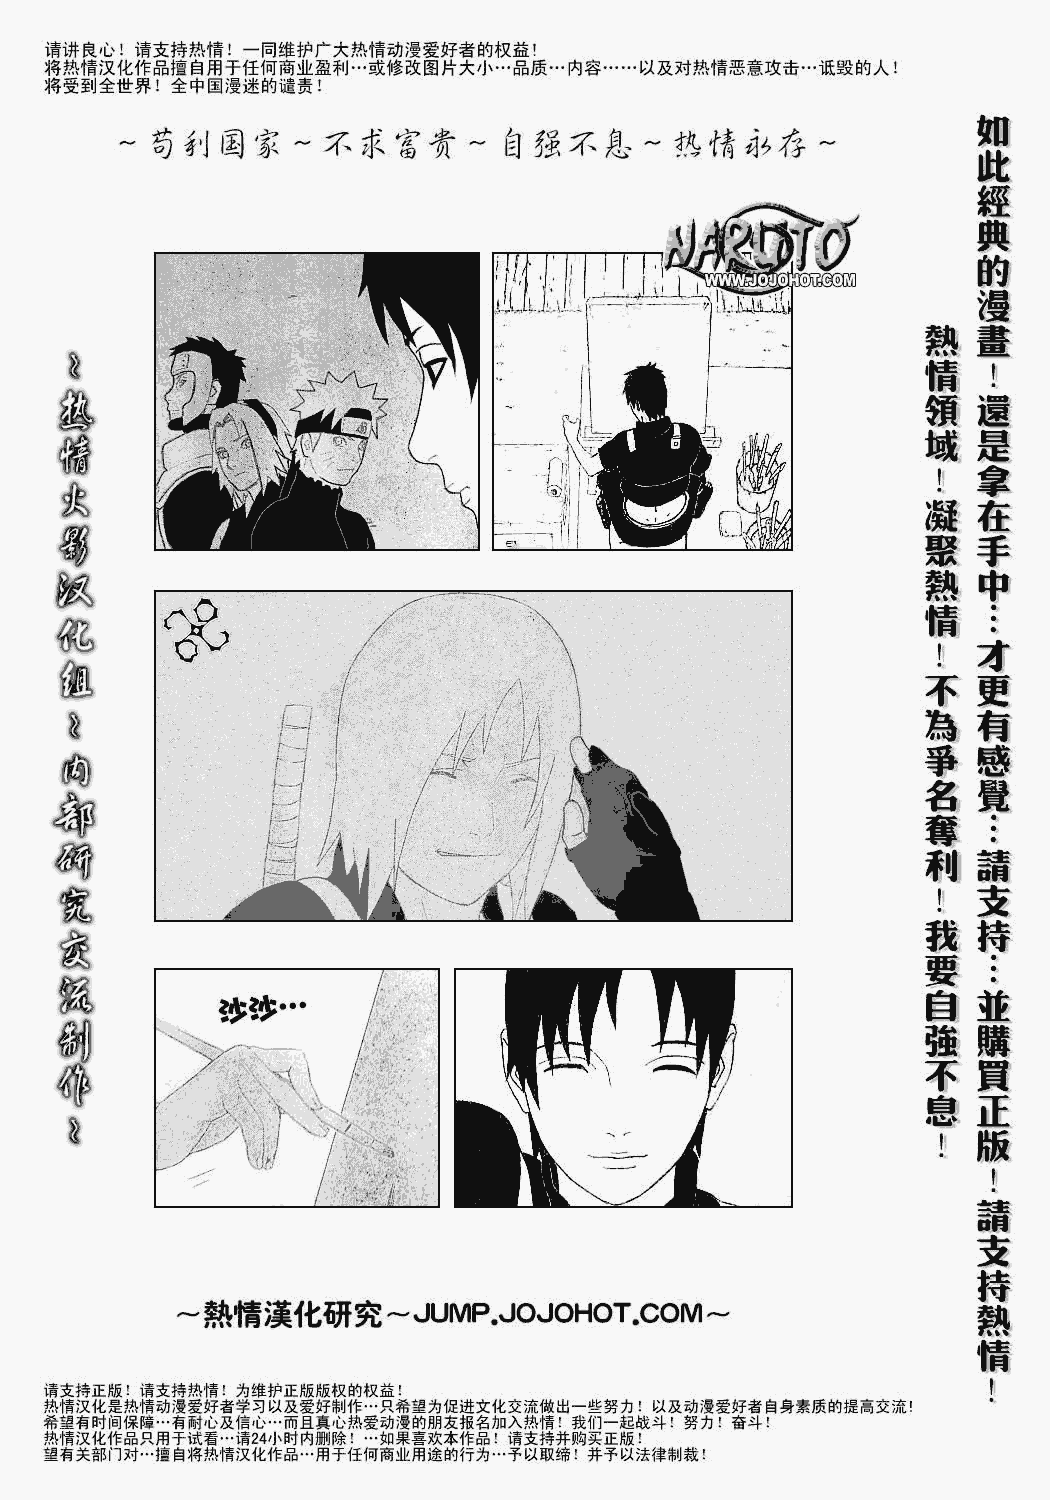 请讲良心！请支持热情！一同维护广大热情动漫爱好者的权益！
将热情汉化作品擅自用于任何商业盈利…或修改图片大小…品质…内容……以及对热情恶意攻击…诋毁的人！
将受到全世界！全中国漫迷的谴责！
～苟利国家～不求富贵～自强不息～热情永存～
如此經典的漫畫！還是拿在手中…才更有感覺…請支持…並購買正版！請支持熱情！
熱情領域！凝聚熱情！不為爭名奪利！我要自強不息！
NARUTO
WWW.JOJOHOT.COM
～热情火影汉化组～内部研究交流制作～
沙沙…
～熱情漢化研究～JUMP.JOJOHOT.COM～
请支持正版！请支持热情！为维护正版版权的权益！
热情汉化是热情动漫爱好者学习以及爱好制作…只希望为促进文化交流做出一些努力！以及动漫爱好者自身素质的提高交流！
希望有时间保障…有耐心及信心…而且真心热爱动漫的朋友报名加入热情！我们一起战斗！努力！奋斗！
热情汉化作品只用于试看…请24小时内删除！…如果喜欢本作品！请支持并购买正版！
望有关部门对…擅自将热情汉化作品…用于任何商业用途的行为…予以取缔！并予以法律制裁！